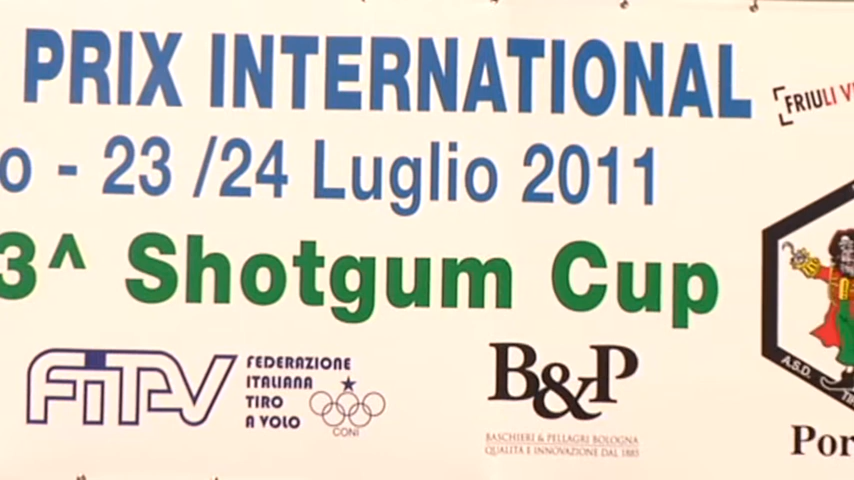 PRIX INTERNATIONAL
FRIULI V
o - 23 /24 Luglio 2011
3^ Shotgum Cup
FITAV
FEDERAZIONE
ITALIANA
TIRO
A VOLO
CONI
B&P
BASCHIERI & PELLAGRI BOLOGNA
QUALITÀ E INNOVAZIONE DAL 1885
A.S.D.
TI
Por